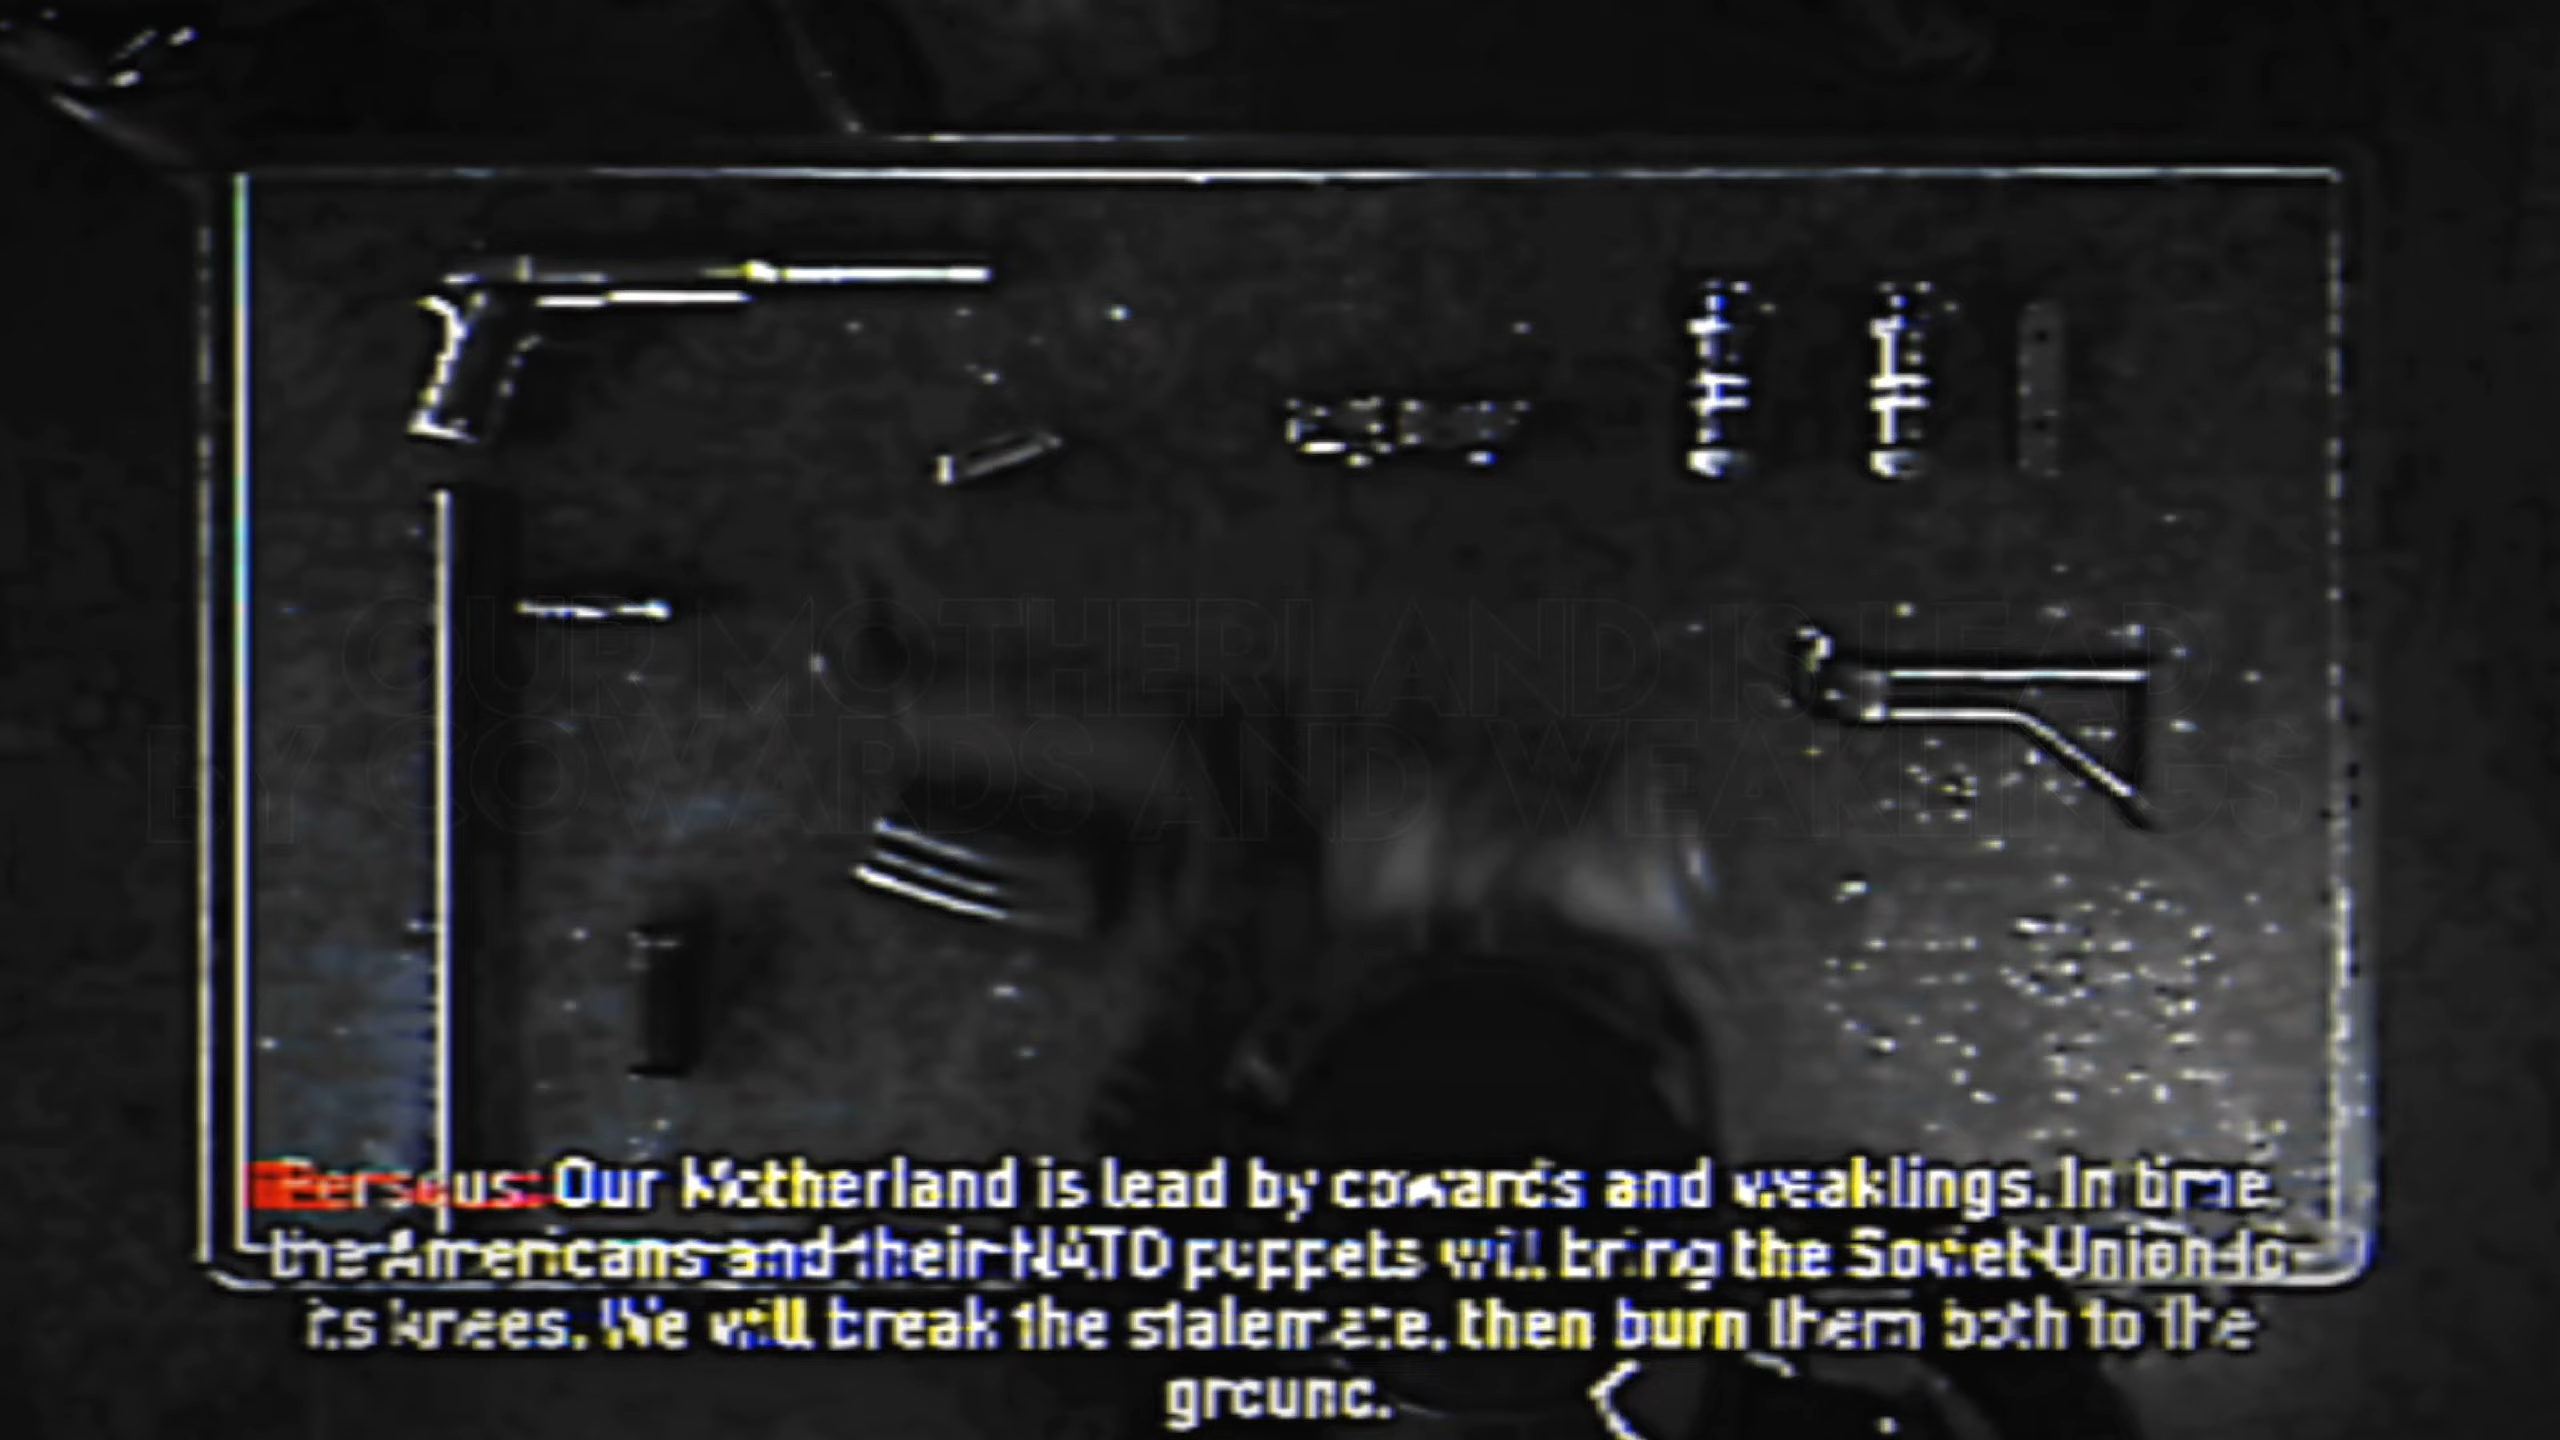 OUR MOTHERLAND IS LEAD
BY COWARDS AND WEAKLINGS
Perseus: Our Motherland is lead by cowards and weaklings. In time,
the Americans and their NATO puppets will bring the Soviet Union to
its knees. We will break the stalemate, then burn them both to the
ground.